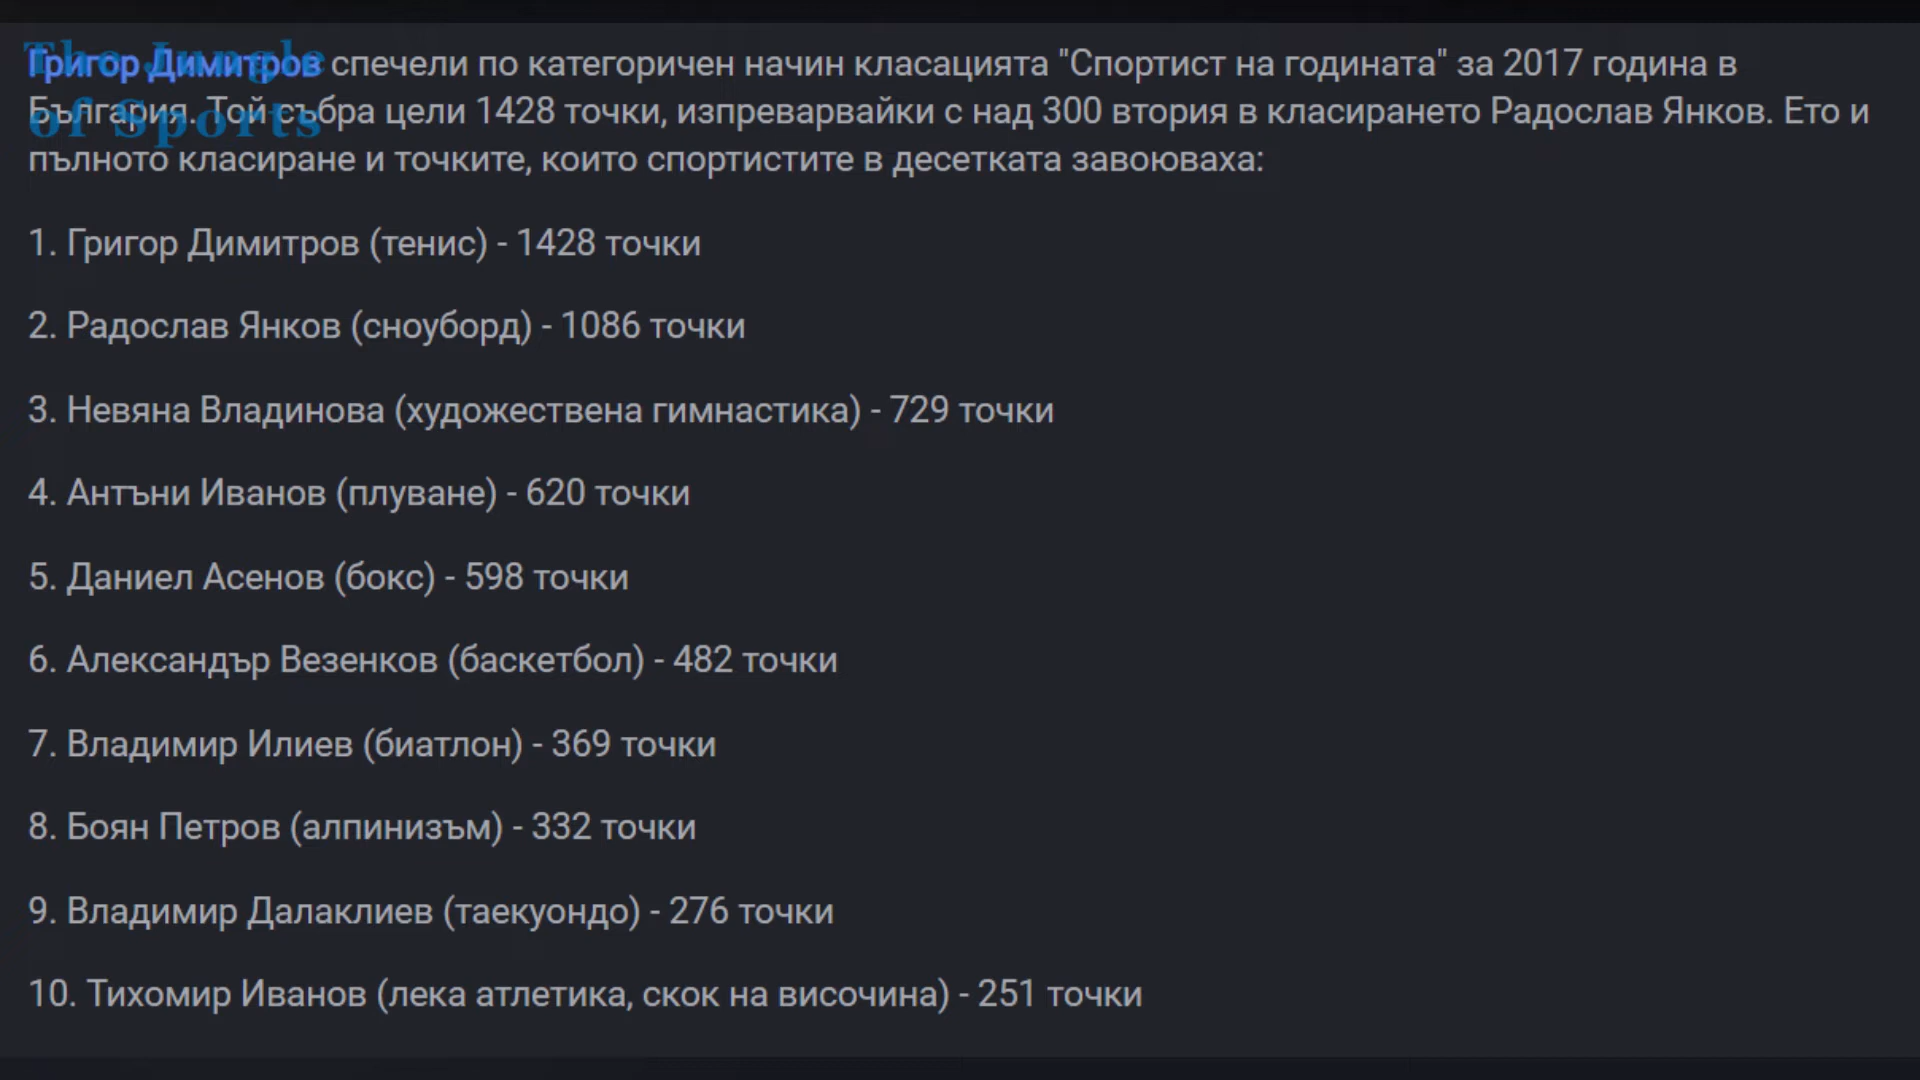 The Jungle
of Sports
Григор Димитров спечели по категоричен начин класацията "Спортист на годината" за 2017 година в
България. Той събра цели 1428 точки, изпреварвайки с над 300 втория в класирането Радослав Янков. Ето и
пълното класиране и точките, които спортистите в десетката завоюваха:
1. Григор Димитров (тенис) - 1428 точки
2. Радослав Янков (сноуборд) - 1086 точки
3. Невяна Владинова (художествена гимнастика) - 729 точки
4. Антъни Иванов (плуване) - 620 точки
5. Даниел Асенов (бокс) - 598 точки
6. Александър Везенков (баскетбол) - 482 точки
7. Владимир Илиев (биатлон) - 369 точки
8. Боян Петров (алпинизъм) - 332 точки
9. Владимир Далаклиев (таекуондо) - 276 точки
10. Тихомир Иванов (лека атлетика, скок на височина) - 251 точки